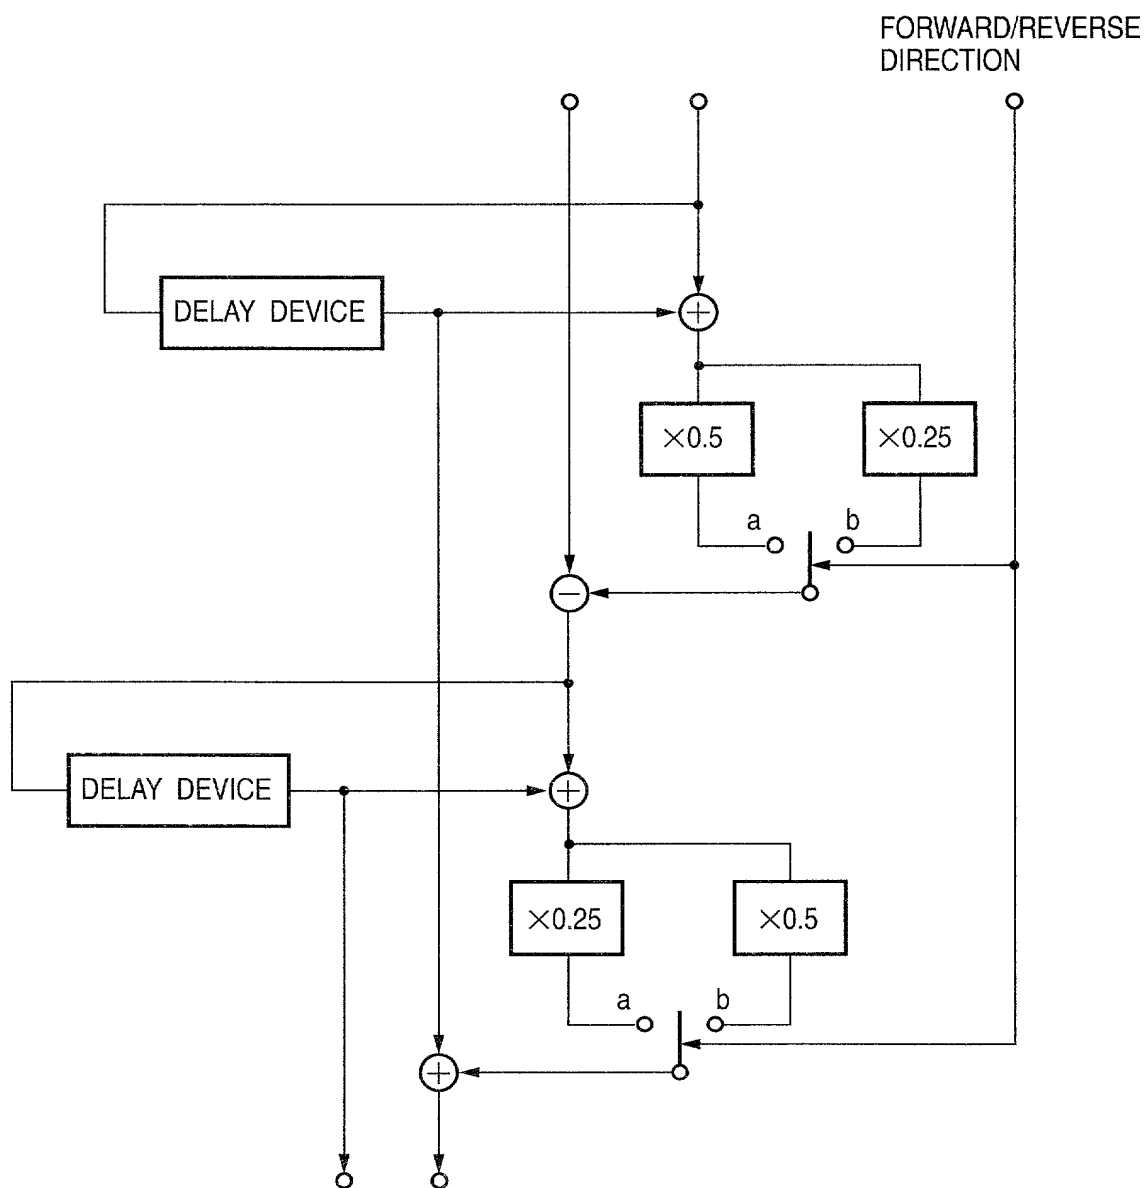 FORWARD/REVERSE
DIRECTION
DELAY DEVICE
+
×0.5
×0.25
a
b
−
DELAY DEVICE
+
×0.25
×0.5
a
b
+